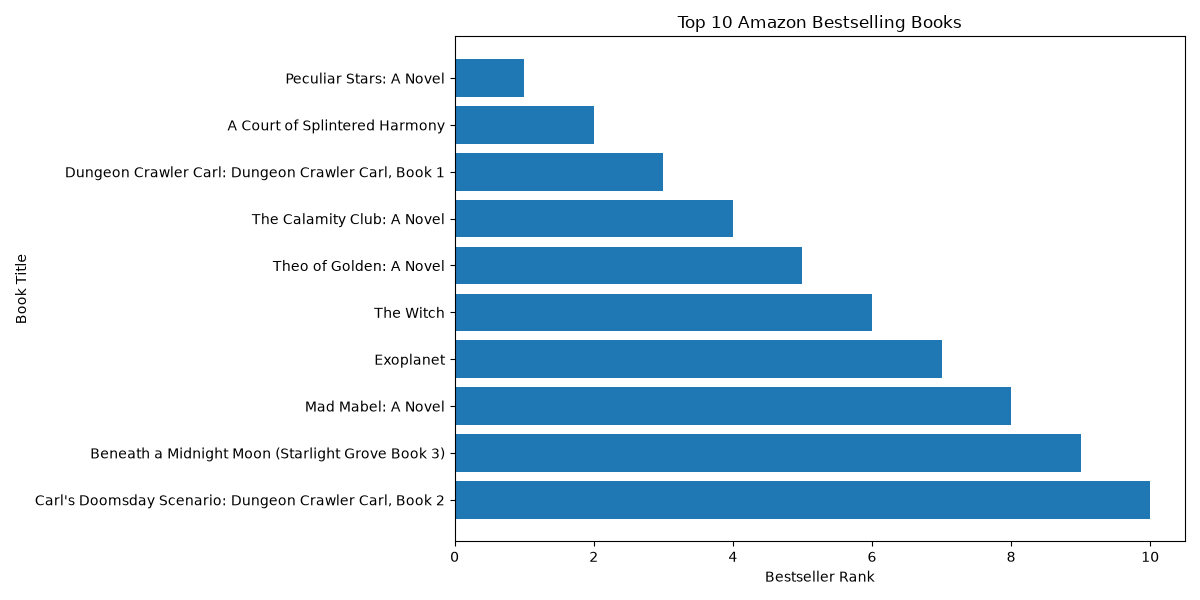 Top 10 Amazon Bestselling Books
Book Title
Peculiar Stars: A Novel
A Court of Splintered Harmony
Dungeon Crawler Carl: Dungeon Crawler Carl, Book 1
The Calamity Club: A Novel
Theo of Golden: A Novel
The Witch
Exoplanet
Mad Mabel: A Novel
Beneath a Midnight Moon (Starlight Grove Book 3)
Carl's Doomsday Scenario: Dungeon Crawler Carl, Book 2
0 2 4 6 8 10
Bestseller Rank